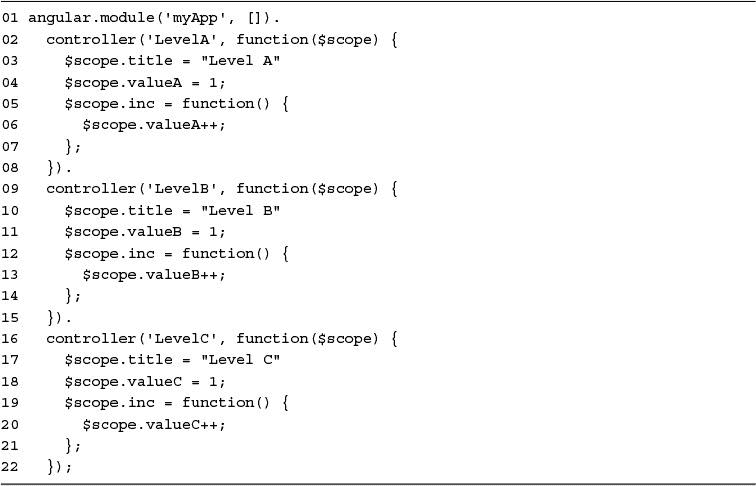 01 angular.module('myApp', []).
02   controller('LevelA', function($scope) {
03     $scope.title = "Level A"
04     $scope.valueA = 1;
05     $scope.inc = function() {
06       $scope.valueA++;
07     };
08   }).
09   controller('LevelB', function($scope) {
10     $scope.title = "Level B"
11     $scope.valueB = 1;
12     $scope.inc = function() {
13       $scope.valueB++;
14     };
15   }).
16   controller('LevelC', function($scope) {
17     $scope.title = "Level C"
18     $scope.valueC = 1;
19     $scope.inc = function() {
20       $scope.valueC++;
21     };
22   });